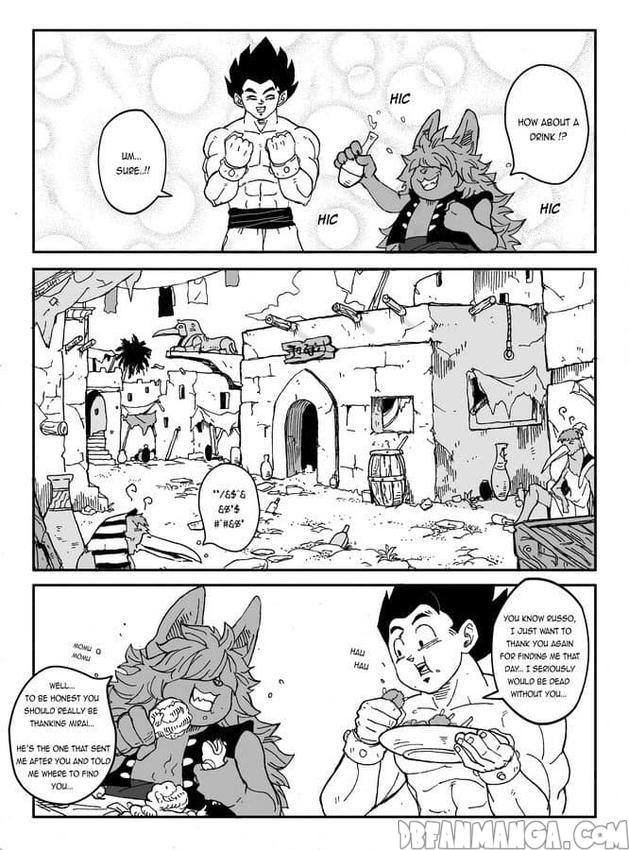 HOW ABOUT A
DRINK !?
HIC
UM...
SURE..!!
HIC
HIC
"'/&$`&
&@'$
#`#&@'
YOU KNOW RUSSO,
I JUST WANT TO
THANK YOU AGAIN
FOR FINDING ME THAT
DAY... I SERIOUSLY
WOULD BE DEAD
WITHOUT YOU...
HAU
HAU
MOMU
MOMU
WELL...
TO BE HONEST YOU
SHOULD REALLY BE
THANKING MIRAI...
HE'S THE ONE THAT SENT
ME AFTER YOU AND TOLD
ME WHERE TO FIND
YOU...
DBFANMANGA.COM